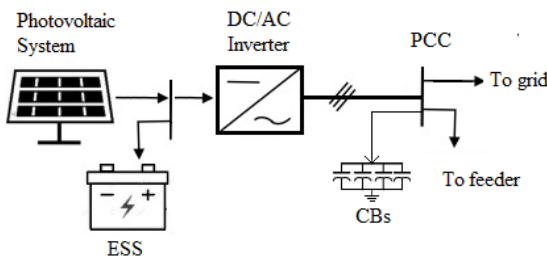 Photovoltaic
System
DC/AC
Inverter
PCC
To grid
To feeder
CBs
ESS